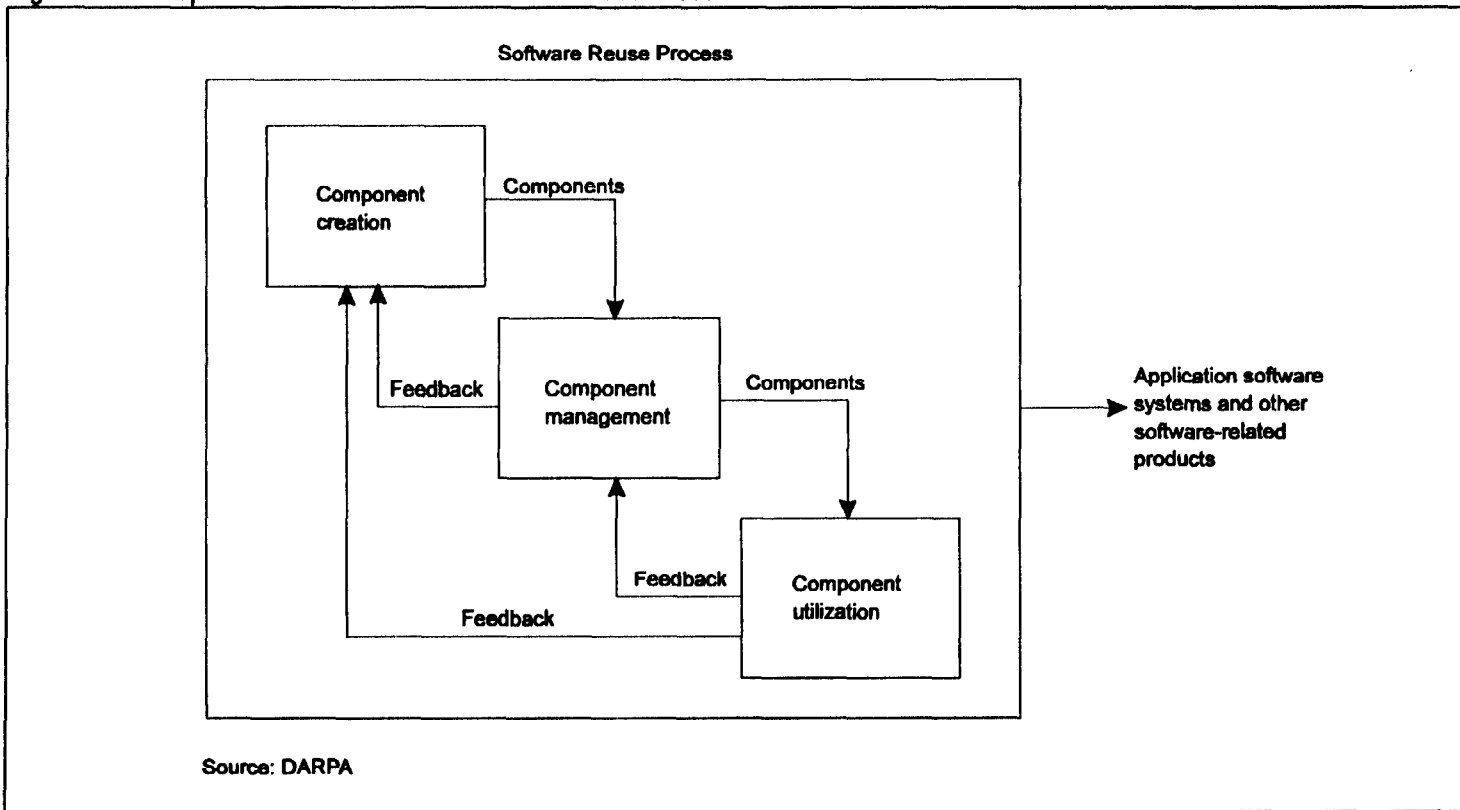 Software Reuse Process
Component
creation
Components
Feedback
Component
management
Components
Application software
systems and other
software-related
products
Feedback
Component
utilization
Feedback
Source: DARPA